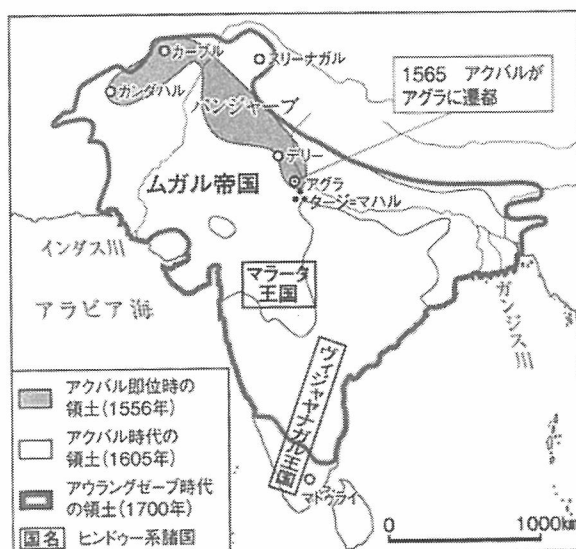 カーブル
スリーナガル
ガンダハル
パンジャーブ
1565 アクバルが
アグラに遷都
デリー
アグラ
ムガル帝国
タージ=マハル
インダス川
マラータ
王国
アラビア海
ガンジス川
ヴィジャヤナガル王国
マドゥライ
アクバル即位時の
領土(1556年)
アクバル時代の
領土(1605年)
アウラングゼーブ時代
の領土(1700年)
国名 ヒンドゥー系諸国
0 1000km